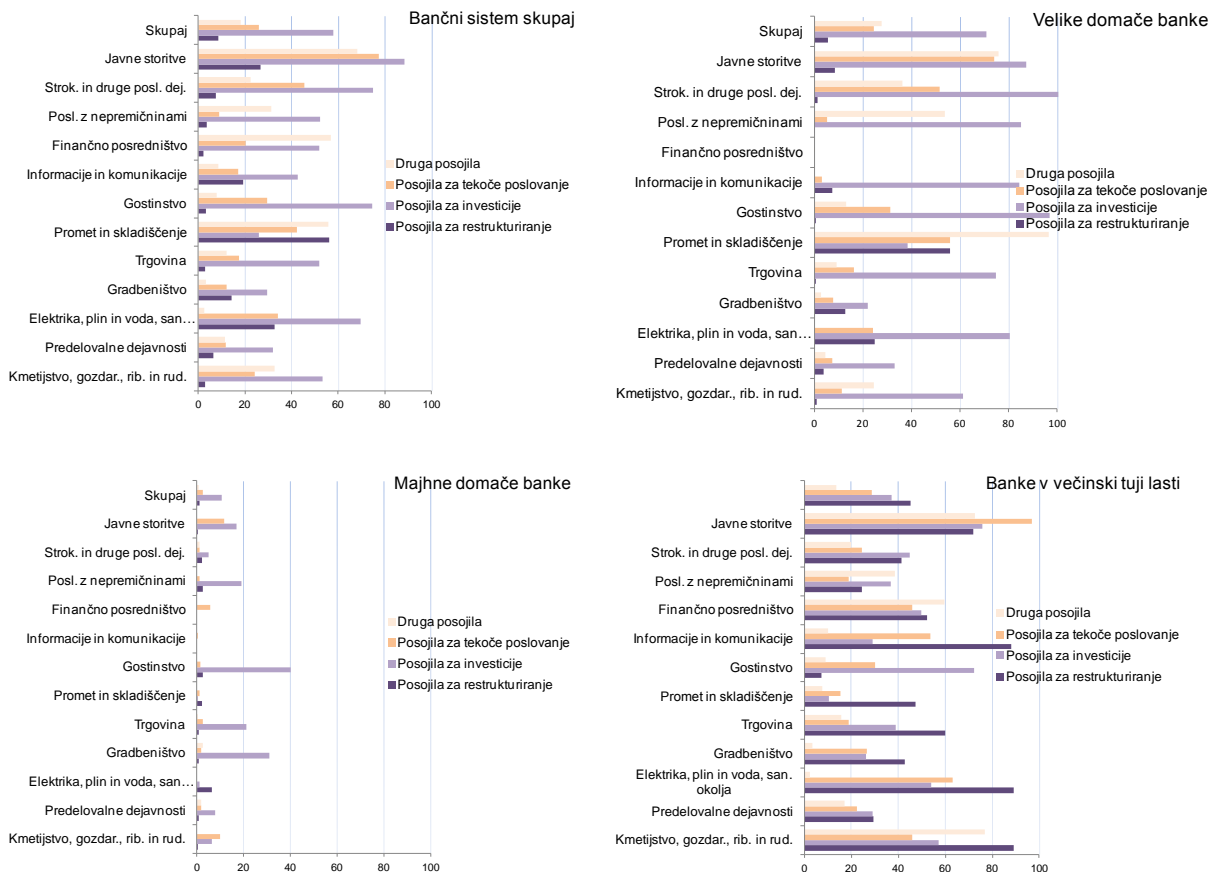 Bančni sistem skupaj
Skupaj
Javne storitve
Strok. in druge posl. dej.
Posl. z nepremičninami
Finančno posredništvo
Informacije in komunikacije
Gostinstvo
Promet in skladiščenje
Trgovina
Gradbeništvo
Elektrika, plin in voda, san…
Predelovalne dejavnosti
Kmetijstvo, gozdar., rib. in rud.
Druga posojila
Posojila za tekoče poslovanje
Posojila za investicije
Posojila za restrukturiranje
0 20 40 60 80 100
Velike domače banke
Skupaj
Javne storitve
Strok. in druge posl. dej.
Posl. z nepremičninami
Finančno posredništvo
Informacije in komunikacije
Gostinstvo
Promet in skladiščenje
Trgovina
Gradbeništvo
Elektrika, plin in voda, san…
Predelovalne dejavnosti
Kmetijstvo, gozdar., rib. in rud.
Druga posojila
Posojila za tekoče poslovanje
Posojila za investicije
Posojila za restrukturiranje
0 20 40 60 80 100
Majhne domače banke
Skupaj
Javne storitve
Strok. in druge posl. dej.
Posl. z nepremičninami
Finančno posredništvo
Informacije in komunikacije
Gostinstvo
Promet in skladiščenje
Trgovina
Gradbeništvo
Elektrika, plin in voda, san…
Predelovalne dejavnosti
Kmetijstvo, gozdar., rib. in rud.
Druga posojila
Posojila za tekoče poslovanje
Posojila za investicije
Posojila za restrukturiranje
0 20 40 60 80 100
Banke v večinski tuji lasti
Javne storitve
Strok. in druge posl. dej.
Posl. z nepremičninami
Finančno posredništvo
Informacije in komunikacije
Gostinstvo
Promet in skladiščenje
Trgovina
Gradbeništvo
Elektrika, plin in voda, san.
okolja
Predelovalne dejavnosti
Kmetijstvo, gozdar., rib. in rud.
Druga posojila
Posojila za tekoče poslovanje
Posojila za investicije
Posojila za restrukturiranje
0 20 40 60 80 100